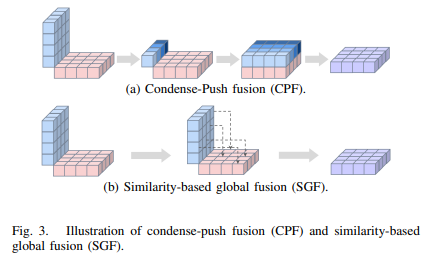 (a) Condense-Push fusion (CPF).
(b) Similarity-based global fusion (SGF).
Fig. 3. Illustration of condense-push fusion (CPF) and similarity-based
global fusion (SGF).